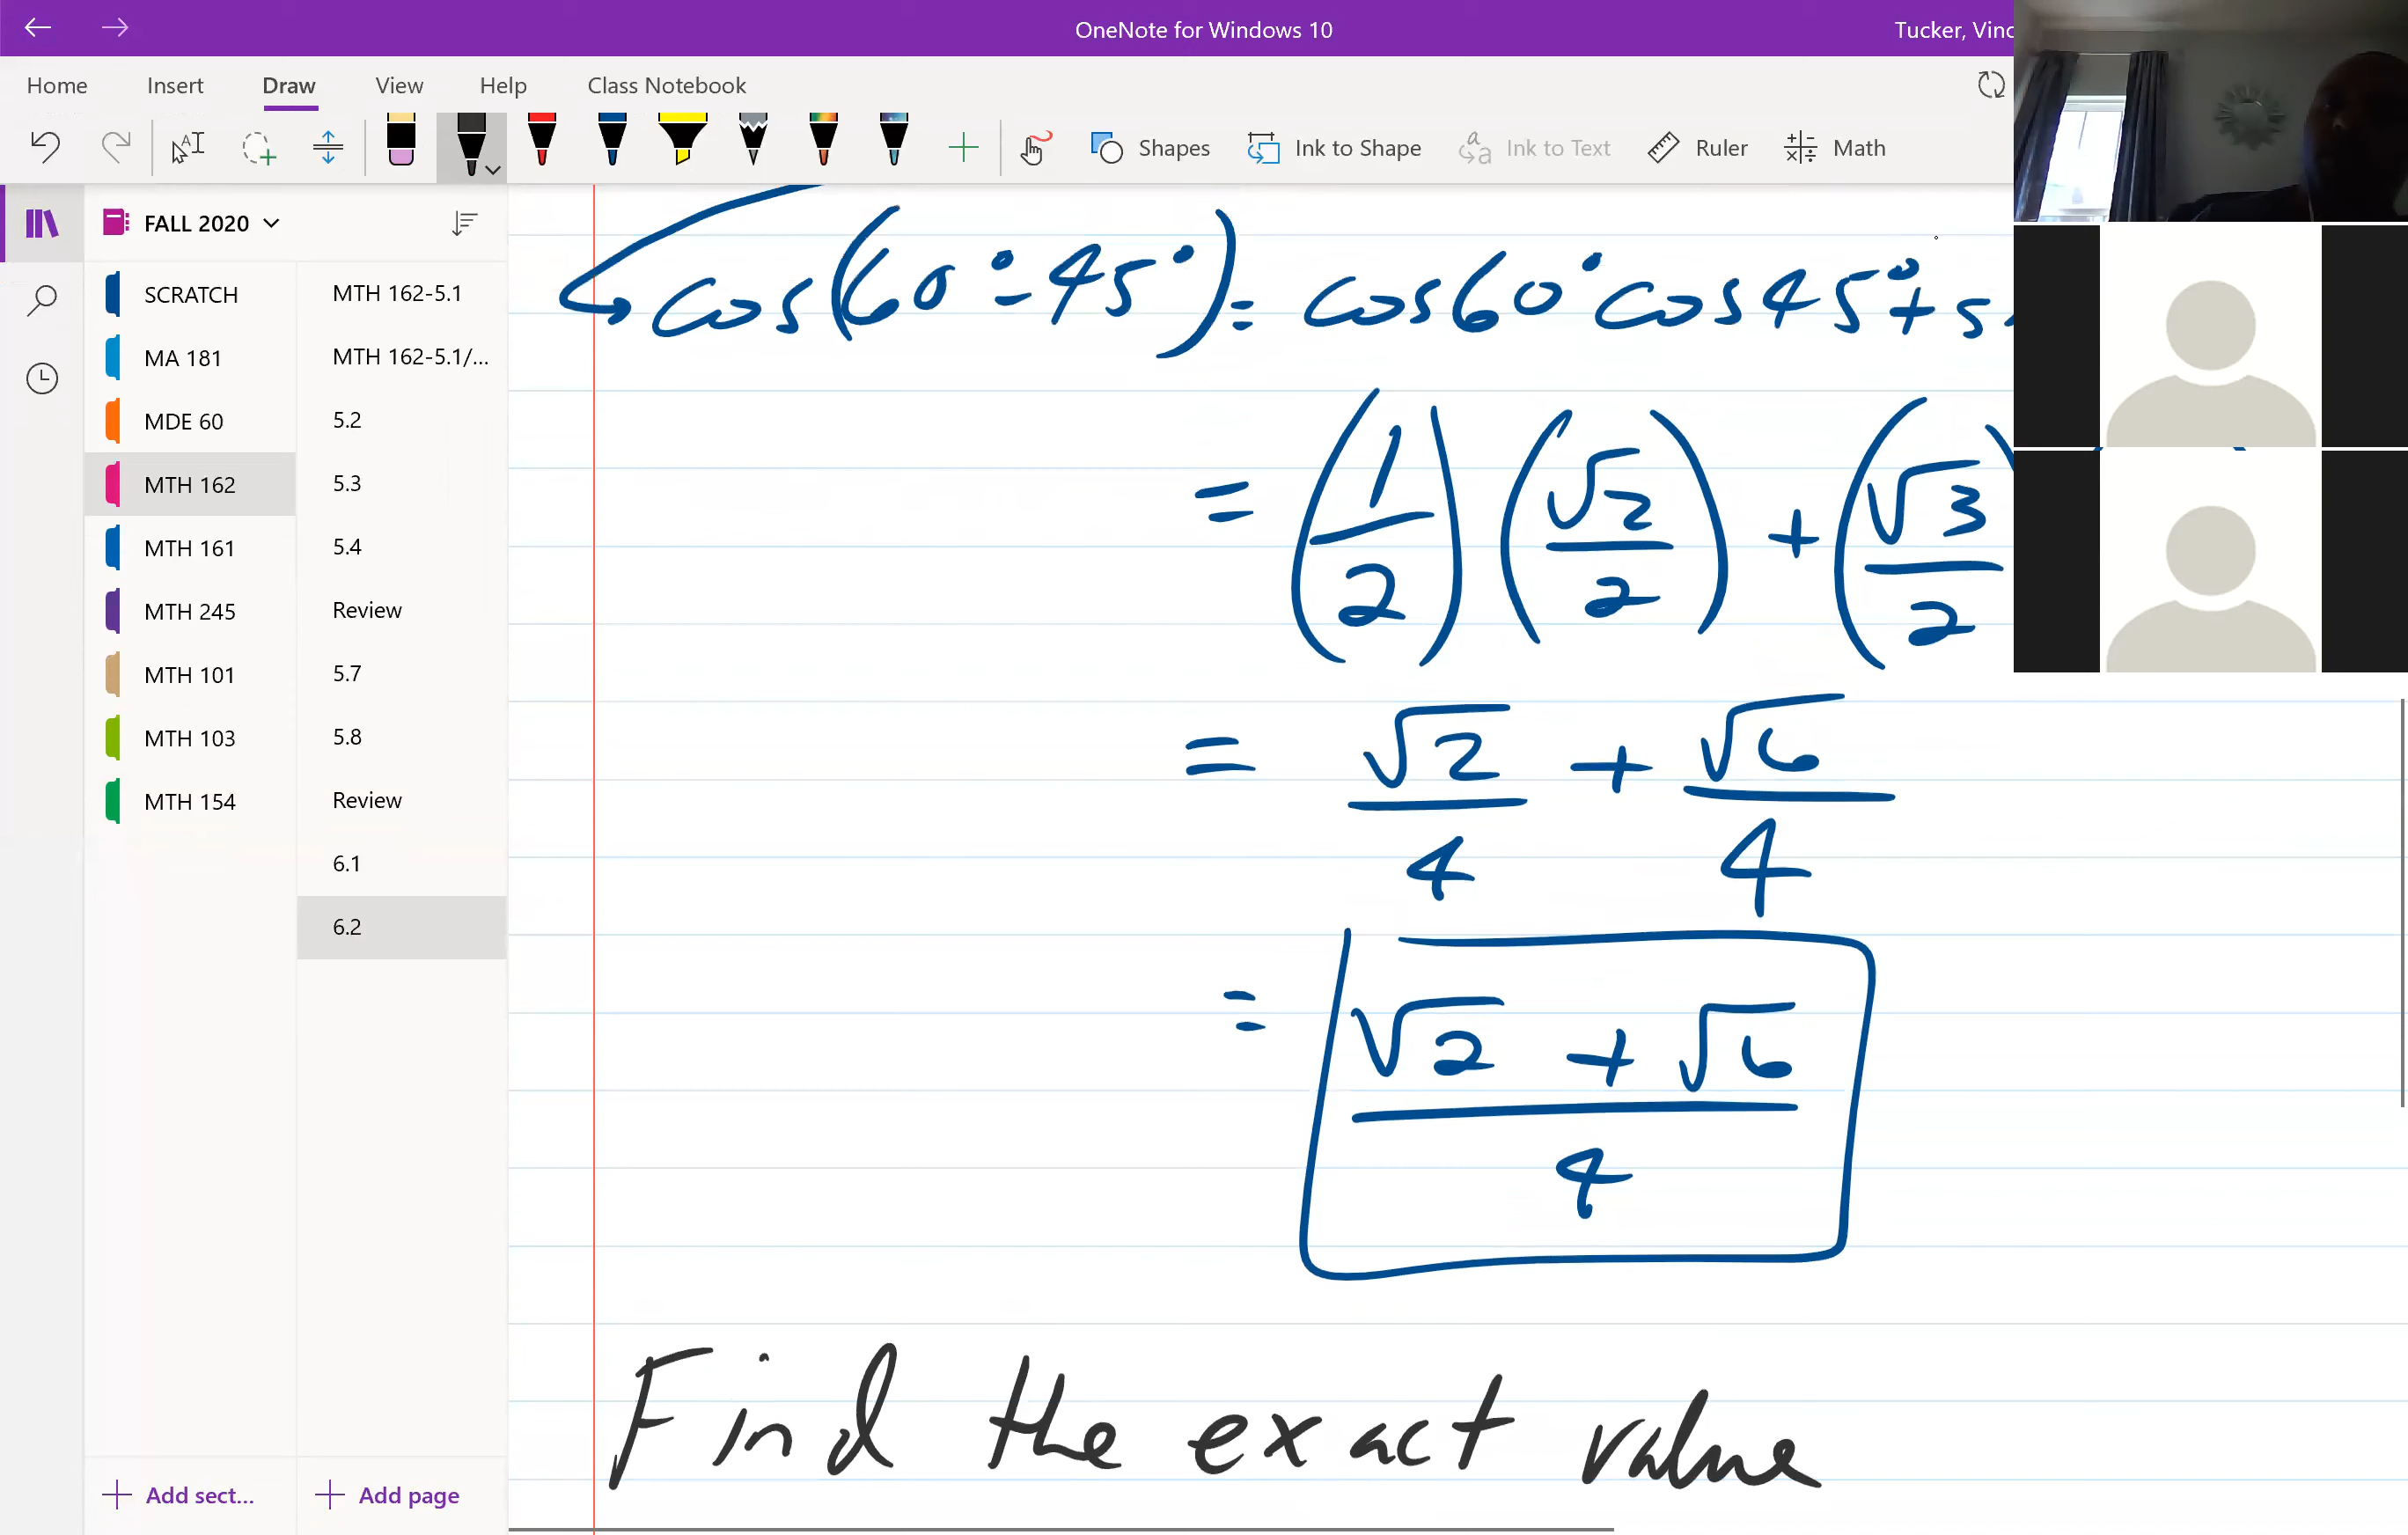 OneNote for Windows 10
Tucker, Vinc
Home Insert Draw View Help Class Notebook
Shapes Ink to Shape Ink to Text Ruler Math
FALL 2020
SCRATCH
MA 181
MDE 60
MTH 162
MTH 161
MTH 245
MTH 101
MTH 103
MTH 154
Add sect...
MTH 162-5.1
MTH 162-5.1/...
5.2
5.3
5.4
Review
5.7
5.8
Review
6.1
6.2
Add page
cos(60°-45°) = cos60°cos45°+ s
= (1/2)(√2/2) + (√3/2
= √2/4 + √6/4
= √2 + √6 / 4
Find the exact value